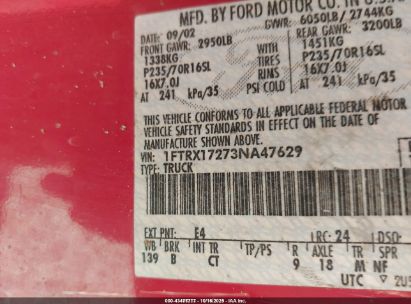 MFD. BY FORD MOTOR CO. IN U.S.A.
DATE: 09/02 GVWR: 6050LB/ 2744KG
FRONT GAWR: 2950LB REAR GAWR: 3200LB
1338KG WITH 1451KG
P235/70R16SL TIRES P235/70R16SL
16X7.0J RIMS 16X7.0J
AT 241 kPa/35 PSI COLD AT 241 kPa/35
THIS VEHICLE CONFORMS TO ALL APPLICABLE FEDERAL MOTOR
VEHICLE SAFETY STANDARDS IN EFFECT ON THE DATE OF
MANUFACTURE SHOWN ABOVE.
VIN: 1FTRX17273NA47629
TYPE: TRUCK
EXT PNT: E4 RC: 24 DSO:
WB BRK INT TR TP/PS R AXLE TR SPR
139 B CT 9 18 M NF
UTC